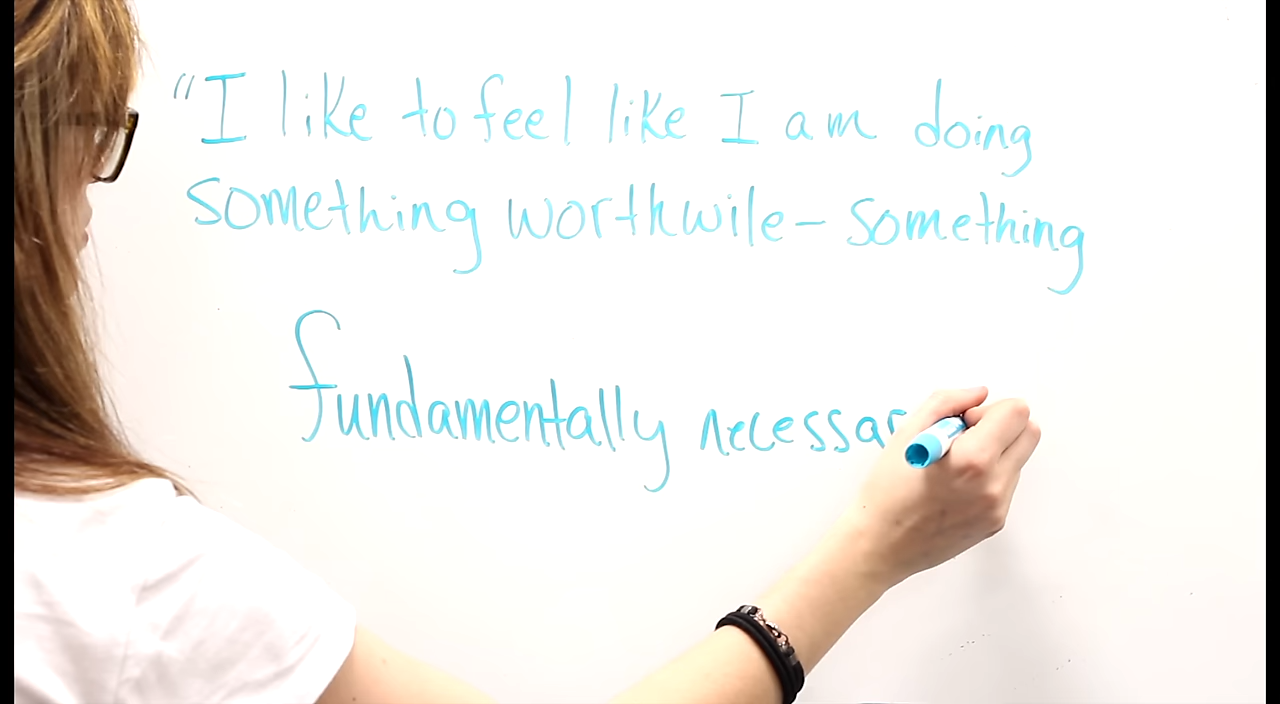 “I like to feel like I am doing
something worthwile – something
fundamentally necessar